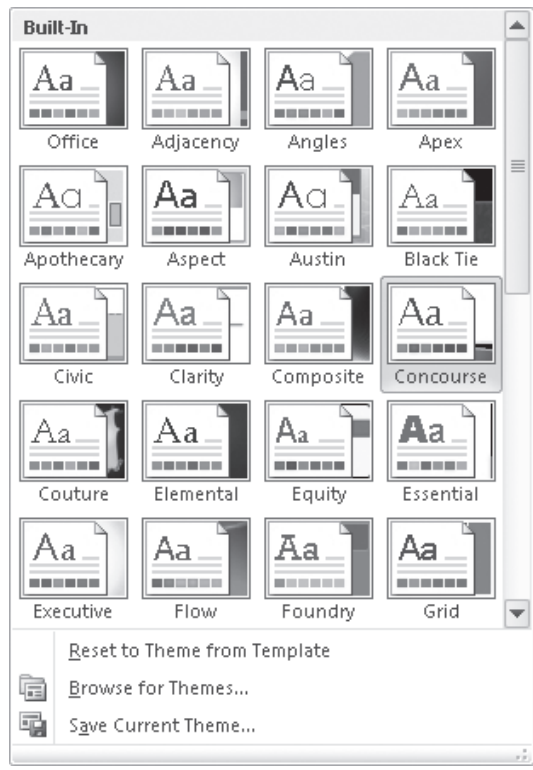 Built-In
Aa Aa Aa Aa
Office Adjacency Angles Apex
Aa Aa Aa Aa
Apothecary Aspect Austin Black Tie
Aa Aa Aa Aa
Civic Clarity Composite Concourse
Aa Aa Aa Aa
Couture Elemental Equity Essential
Aa Aa Aa Aa
Executive Flow Foundry Grid
Reset to Theme from Template
Browse for Themes...
Save Current Theme...